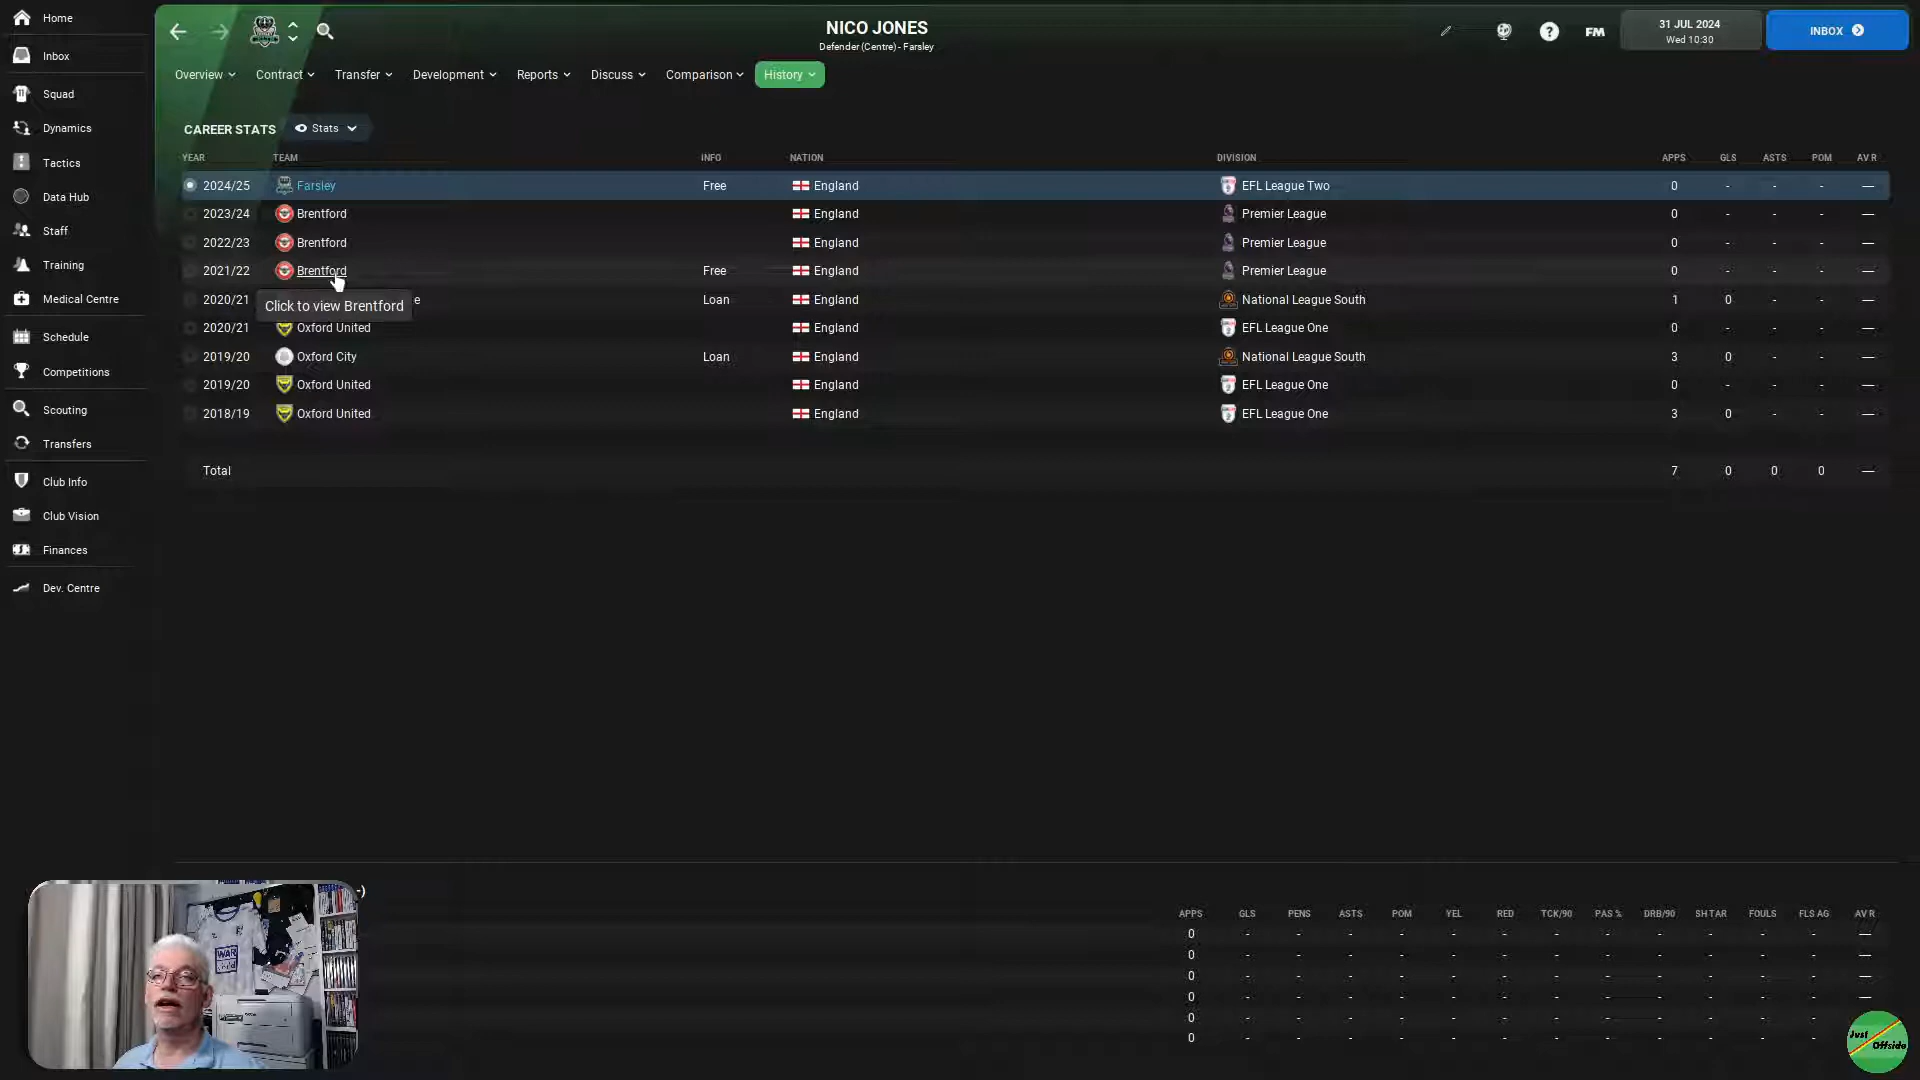 Home
Inbox
Squad
Dynamics
Tactics
Data Hub
Staff
Training
Medical Centre
Schedule
Competitions
Scouting
Transfers
Club Info
Club Vision
Finances
Dev. Centre
NICO JONES
Defender (Centre) - Farsley
FM
31 JUL 2024
Wed 10:30
INBOX
Overview Contract Transfer Development Reports Discuss Comparison History
CAREER STATS Stats
YEAR TEAM INFO NATION DIVISION APPS GLS ASTS POM AV R
2024/25 Farsley Free England EFL League Two 0 - - - —
2023/24 Brentford England Premier League 0 - - - —
2022/23 Brentford England Premier League 0 - - - —
2021/22 Brentford Free England Premier League 0 - - - —
2020/21 e Loan England National League South 1 0 - - —
Click to view Brentford
2020/21 Oxford United England EFL League One 0 - - - —
2019/20 Oxford City Loan England National League South 3 0 - - —
2019/20 Oxford United England EFL League One 0 - - - —
2018/19 Oxford United England EFL League One 3 0 - - —
Total 7 0 0 0 —
-)
APPS GLS PENS ASTS POM YEL RED TCK/90 PAS % DRB/90 SH TAR FOULS FLS AG AV R
0 - - - - - - - - - - - - —
0 - - - - - - - - - - - - —
0 - - - - - - - - - - - - —
0 - - - - - - - - - - - - —
0 - - - - - - - - - - - - —
0 - - - - - - - - - - - - —
WAR
Just
Offside